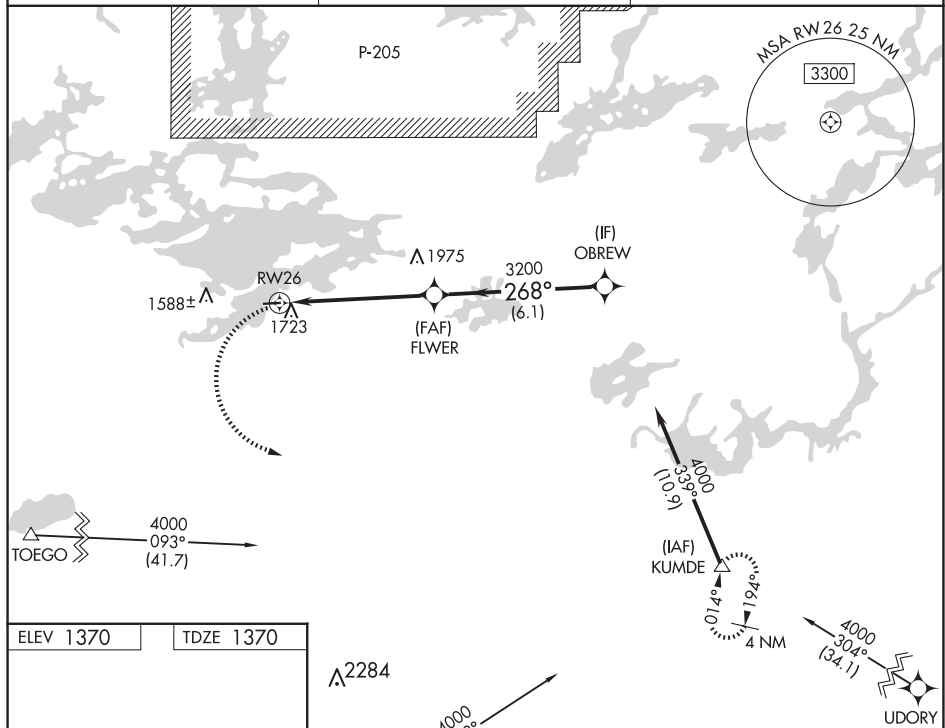 P-205
MSA RW26 25 NM
3300
(IF)
OBREW
1975
3200
268°
(6.1)
RW26
1588±
1723
(FAF)
FLWER
4000
339°
(10.9)
4000
093°
(41.7)
TOEGO
(IAF)
KUMDE
014°
194°
4 NM
4000
304°
(34.1)
UDORY
ELEV 1370
TDZE 1370
2284
4000